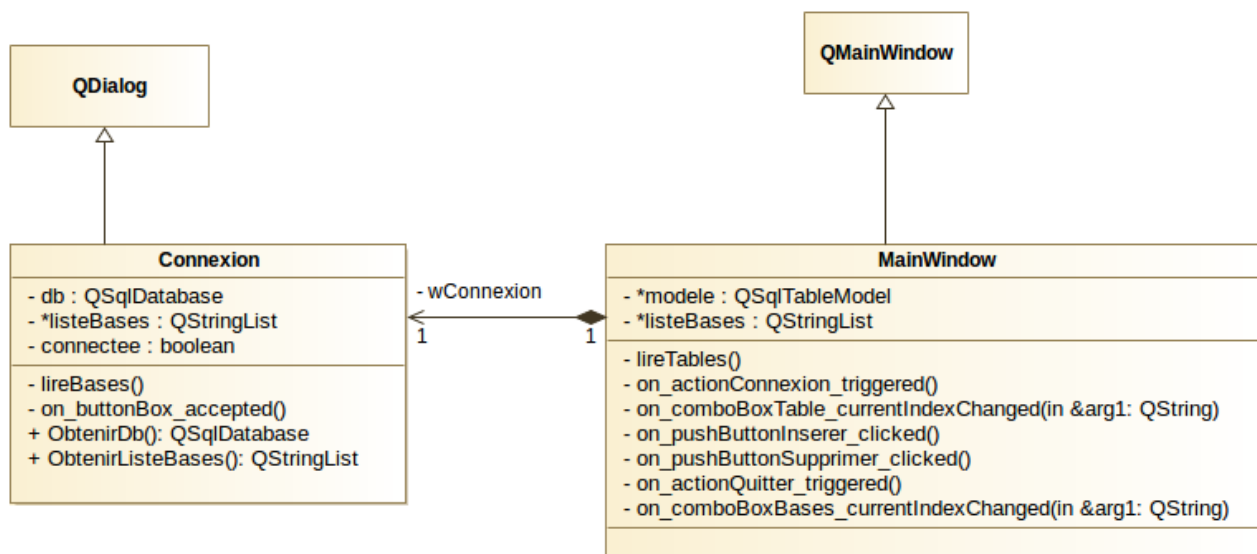 QDialog
QMainWindow
Connexion
- db : QSqlDatabase
- *listeBases : QStringList
- connectee : boolean
- lireBases()
- on_buttonBox_accepted()
+ ObtenirDb(): QSqlDatabase
+ ObtenirListeBases(): QStringList
- wConnexion
1
1
MainWindow
- *modele : QSqlTableModel
- *listeBases : QStringList
- lireTables()
- on_actionConnexion_triggered()
- on_comboBoxTable_currentIndexChanged(in &arg1: QString)
- on_pushButtonInserer_clicked()
- on_pushButtonSupprimer_clicked()
- on_actionQuitter_triggered()
- on_comboBoxBases_currentIndexChanged(in &arg1: QString)